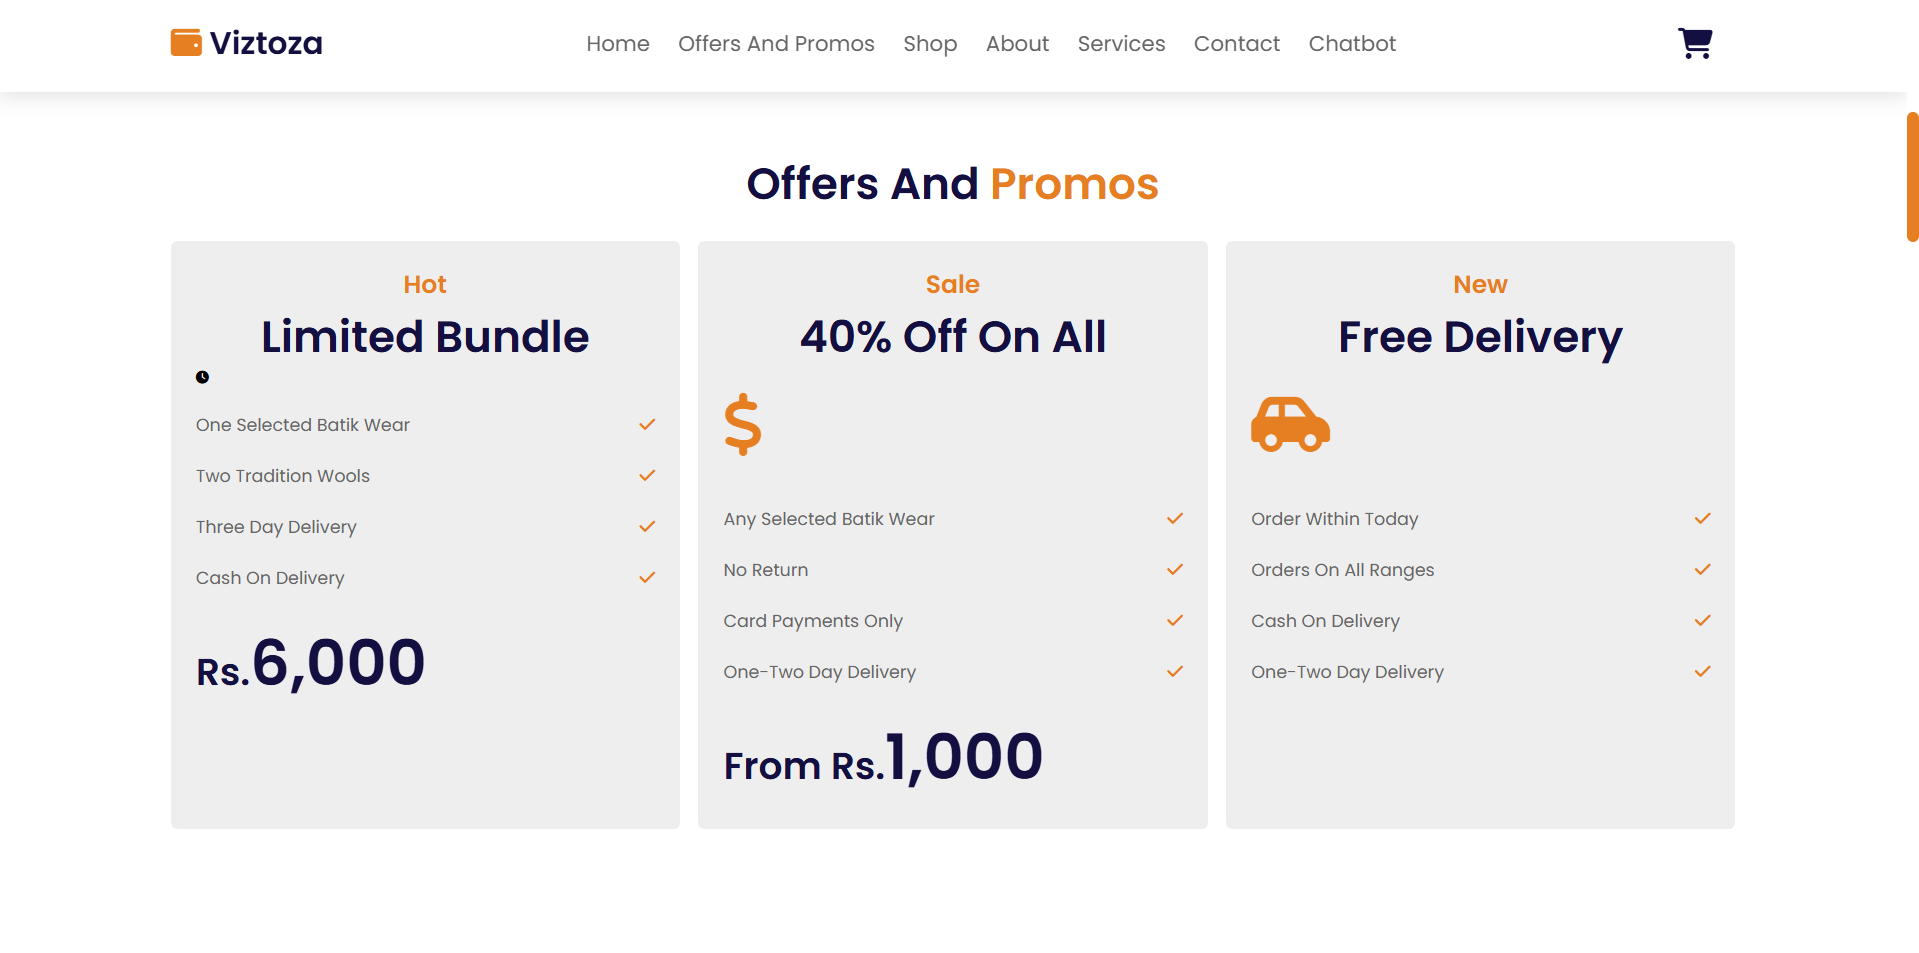 Viztoza
Home Offers And Promos Shop About Services Contact Chatbot
Offers And Promos
Hot
Limited Bundle
One Selected Batik Wear
Two Tradition Wools
Three Day Delivery
Cash On Delivery
Rs.6,000
Sale
40% Off On All
Any Selected Batik Wear
No Return
Card Payments Only
One-Two Day Delivery
From Rs.1,000
New
Free Delivery
Order Within Today
Orders On All Ranges
Cash On Delivery
One-Two Day Delivery